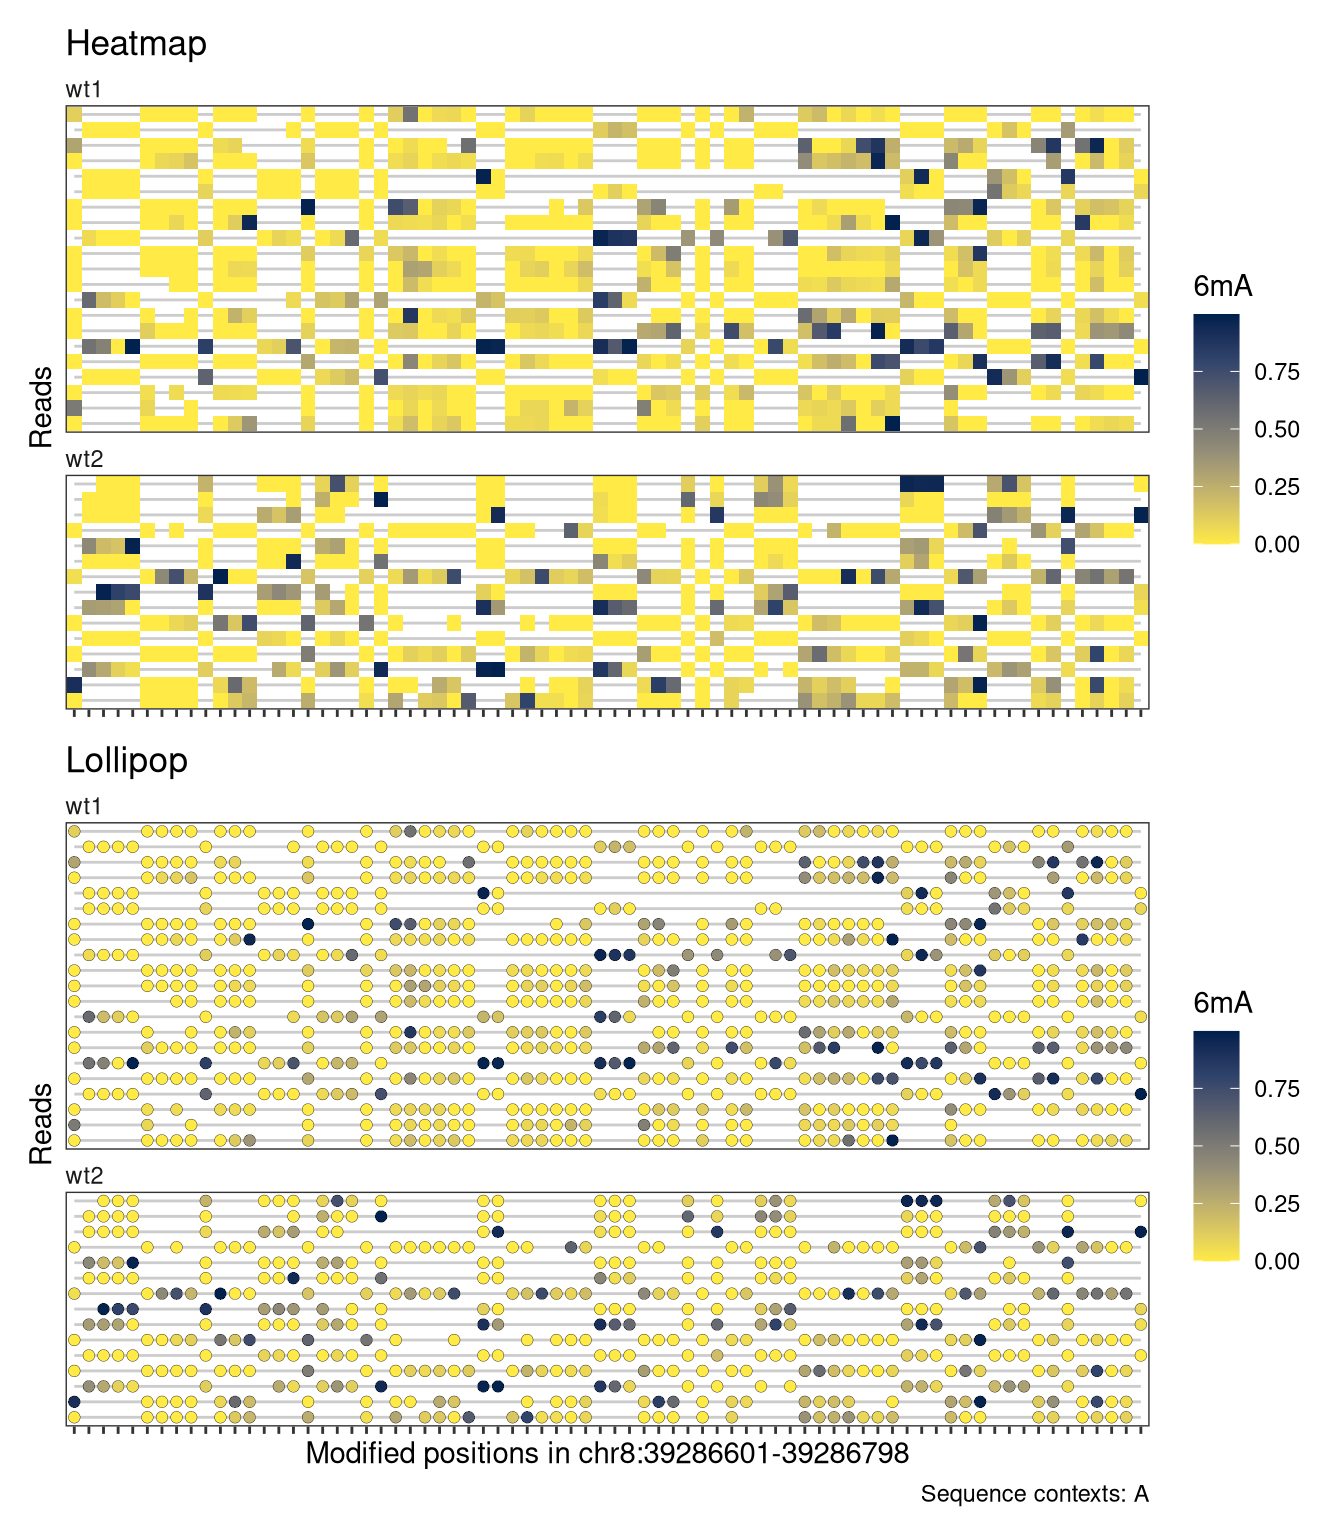 Heatmap
wt1
wt2
Reads
6mA
0.75
0.50
0.25
0.00
Lollipop
wt1
wt2
Reads
6mA
0.75
0.50
0.25
0.00
Modified positions in chr8:39286601-39286798
Sequence contexts: A